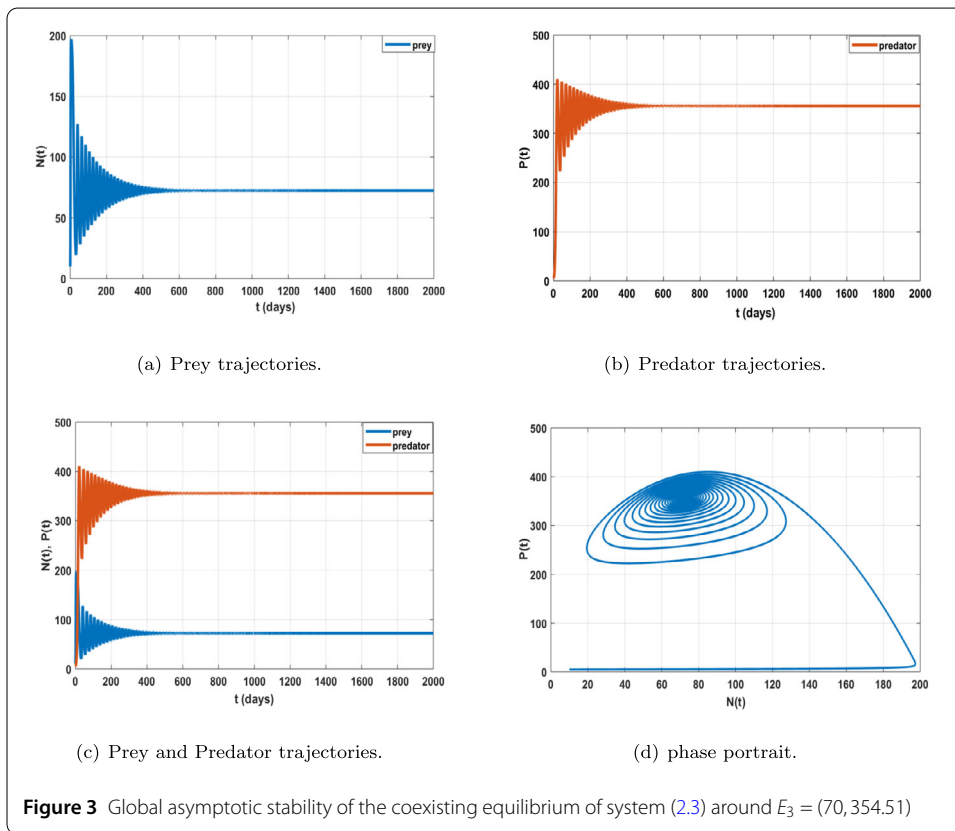 200
150
100
50
0
N(t)
prey
0 200 400 600 800 1000 1200 1400 1600 1800 2000
t (days)
(a) Prey trajectories.
500
400
300
200
100
0
P(t)
predator
0 200 400 600 800 1000 1200 1400 1600 1800 2000
t (days)
(b) Predator trajectories.
500
400
300
200
100
0
N(t), P(t)
prey
predator
0 200 400 600 800 1000 1200 1400 1600 1800 2000
t (days)
(c) Prey and Predator trajectories.
500
400
300
200
100
0
P(t)
0 20 40 60 80 100 120 140 160 180 200
N(t)
(d) phase portrait.
Figure 3 Global asymptotic stability of the coexisting equilibrium of system (2.3) around E₃ = (70, 354.51)